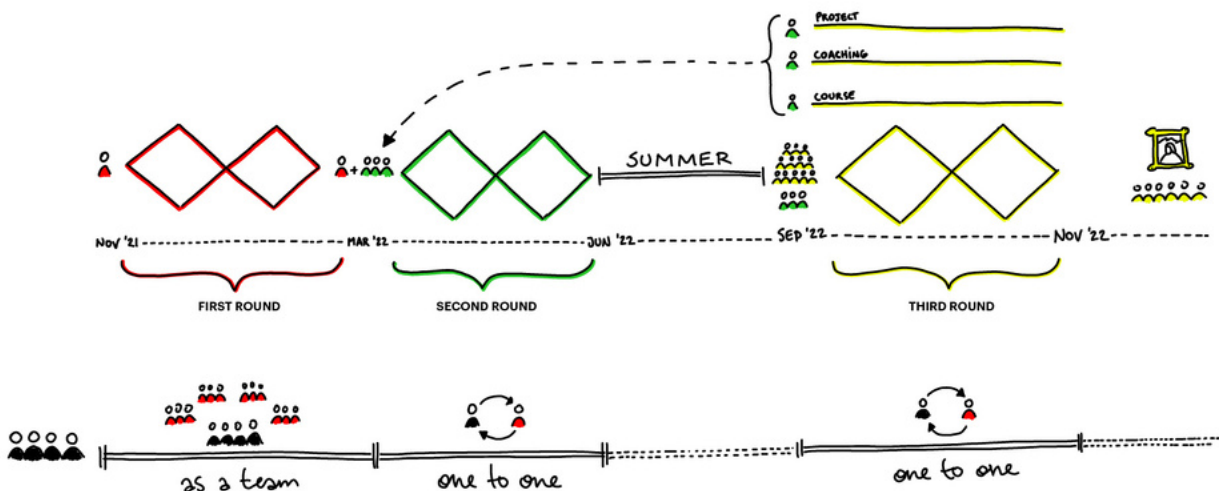 PROJECT
COACHING
COURSE
+
SUMMER
NOV '21
MAR '22
JUN '22
SEP '22
NOV '22
FIRST ROUND
SECOND ROUND
THIRD ROUND
as a team
one to one
one to one